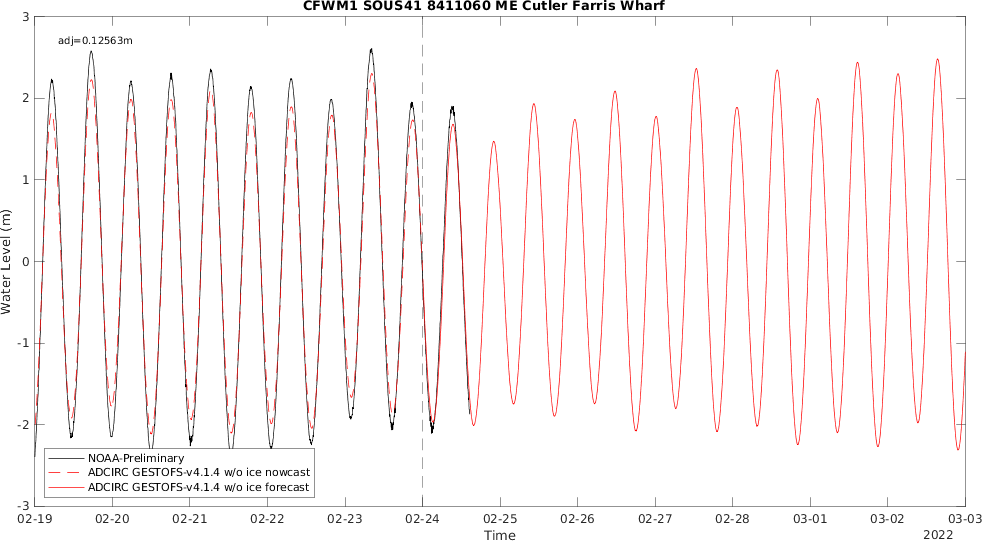 CFWM1 SOUS41 8411060 ME Cutler Farris Wharf
adj=0.12563m
3
2
1
0
-1
-2
-3
Water Level (m)
NOAA-Preliminary
ADCIRC GESTOFS-v4.1.4 w/o ice nowcast
ADCIRC GESTOFS-v4.1.4 w/o ice forecast
02-19 02-20 02-21 02-22 02-23 02-24 02-25 02-26 02-27 02-28 03-01 03-02 03-03
Time
2022